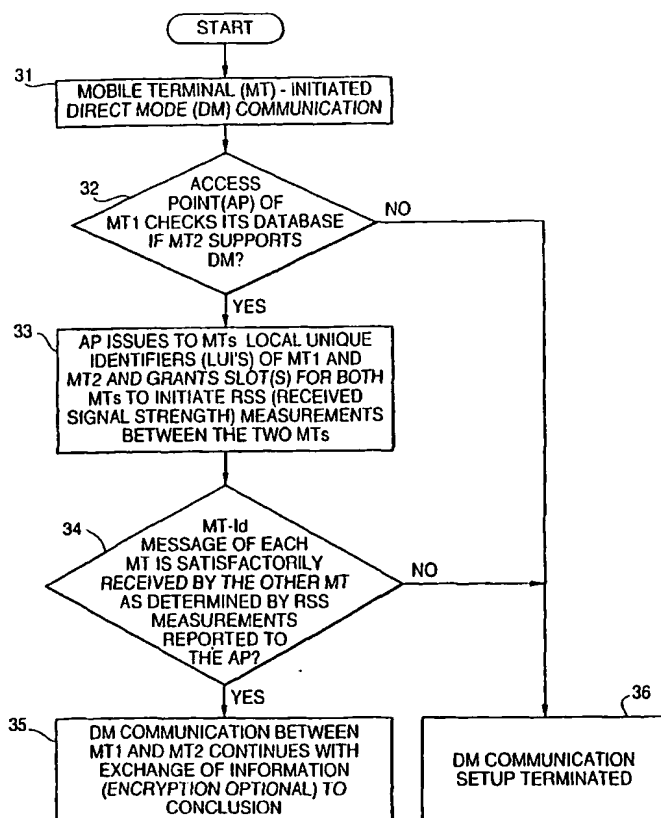 START
31
MOBILE TERMINAL (MT) - INITIATED
DIRECT MODE (DM) COMMUNICATION
32
ACCESS
POINT(AP) OF
MT1 CHECKS ITS DATABASE
IF MT2 SUPPORTS
DM?
NO
YES
33
AP ISSUES TO MTs LOCAL UNIQUE
IDENTIFIERS (LUI'S) OF MT1 AND
MT2 AND GRANTS SLOT(S) FOR BOTH
MTs TO INITIATE RSS (RECEIVED
SIGNAL STRENGTH) MEASUREMENTS
BETWEEN THE TWO MTs
34
MT-Id
MESSAGE OF EACH
MT IS SATISFACTORILY
RECEIVED BY THE OTHER MT
AS DETERMINED BY RSS
MEASUREMENTS
REPORTED TO
THE AP?
NO
YES
35
DM COMMUNICATION BETWEEN
MT1 AND MT2 CONTINUES WITH
EXCHANGE OF INFORMATION
(ENCRYPTION OPTIONAL) TO
CONCLUSION
36
DM COMMUNICATION
SETUP TERMINATED